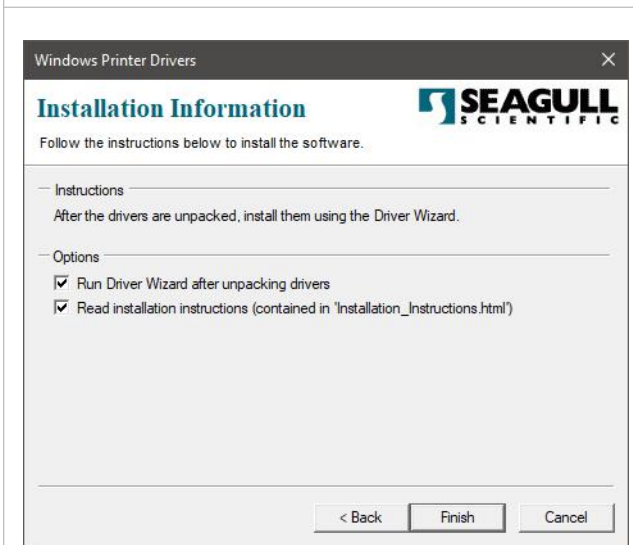 Windows Printer Drivers
Installation Information
SEAGULL
SCIENTIFIC
Follow the instructions below to install the software.
Instructions
After the drivers are unpacked, install them using the Driver Wizard.
Options
Run Driver Wizard after unpacking drivers
Read installation instructions (contained in 'Installation_Instructions.html')
< Back Finish Cancel